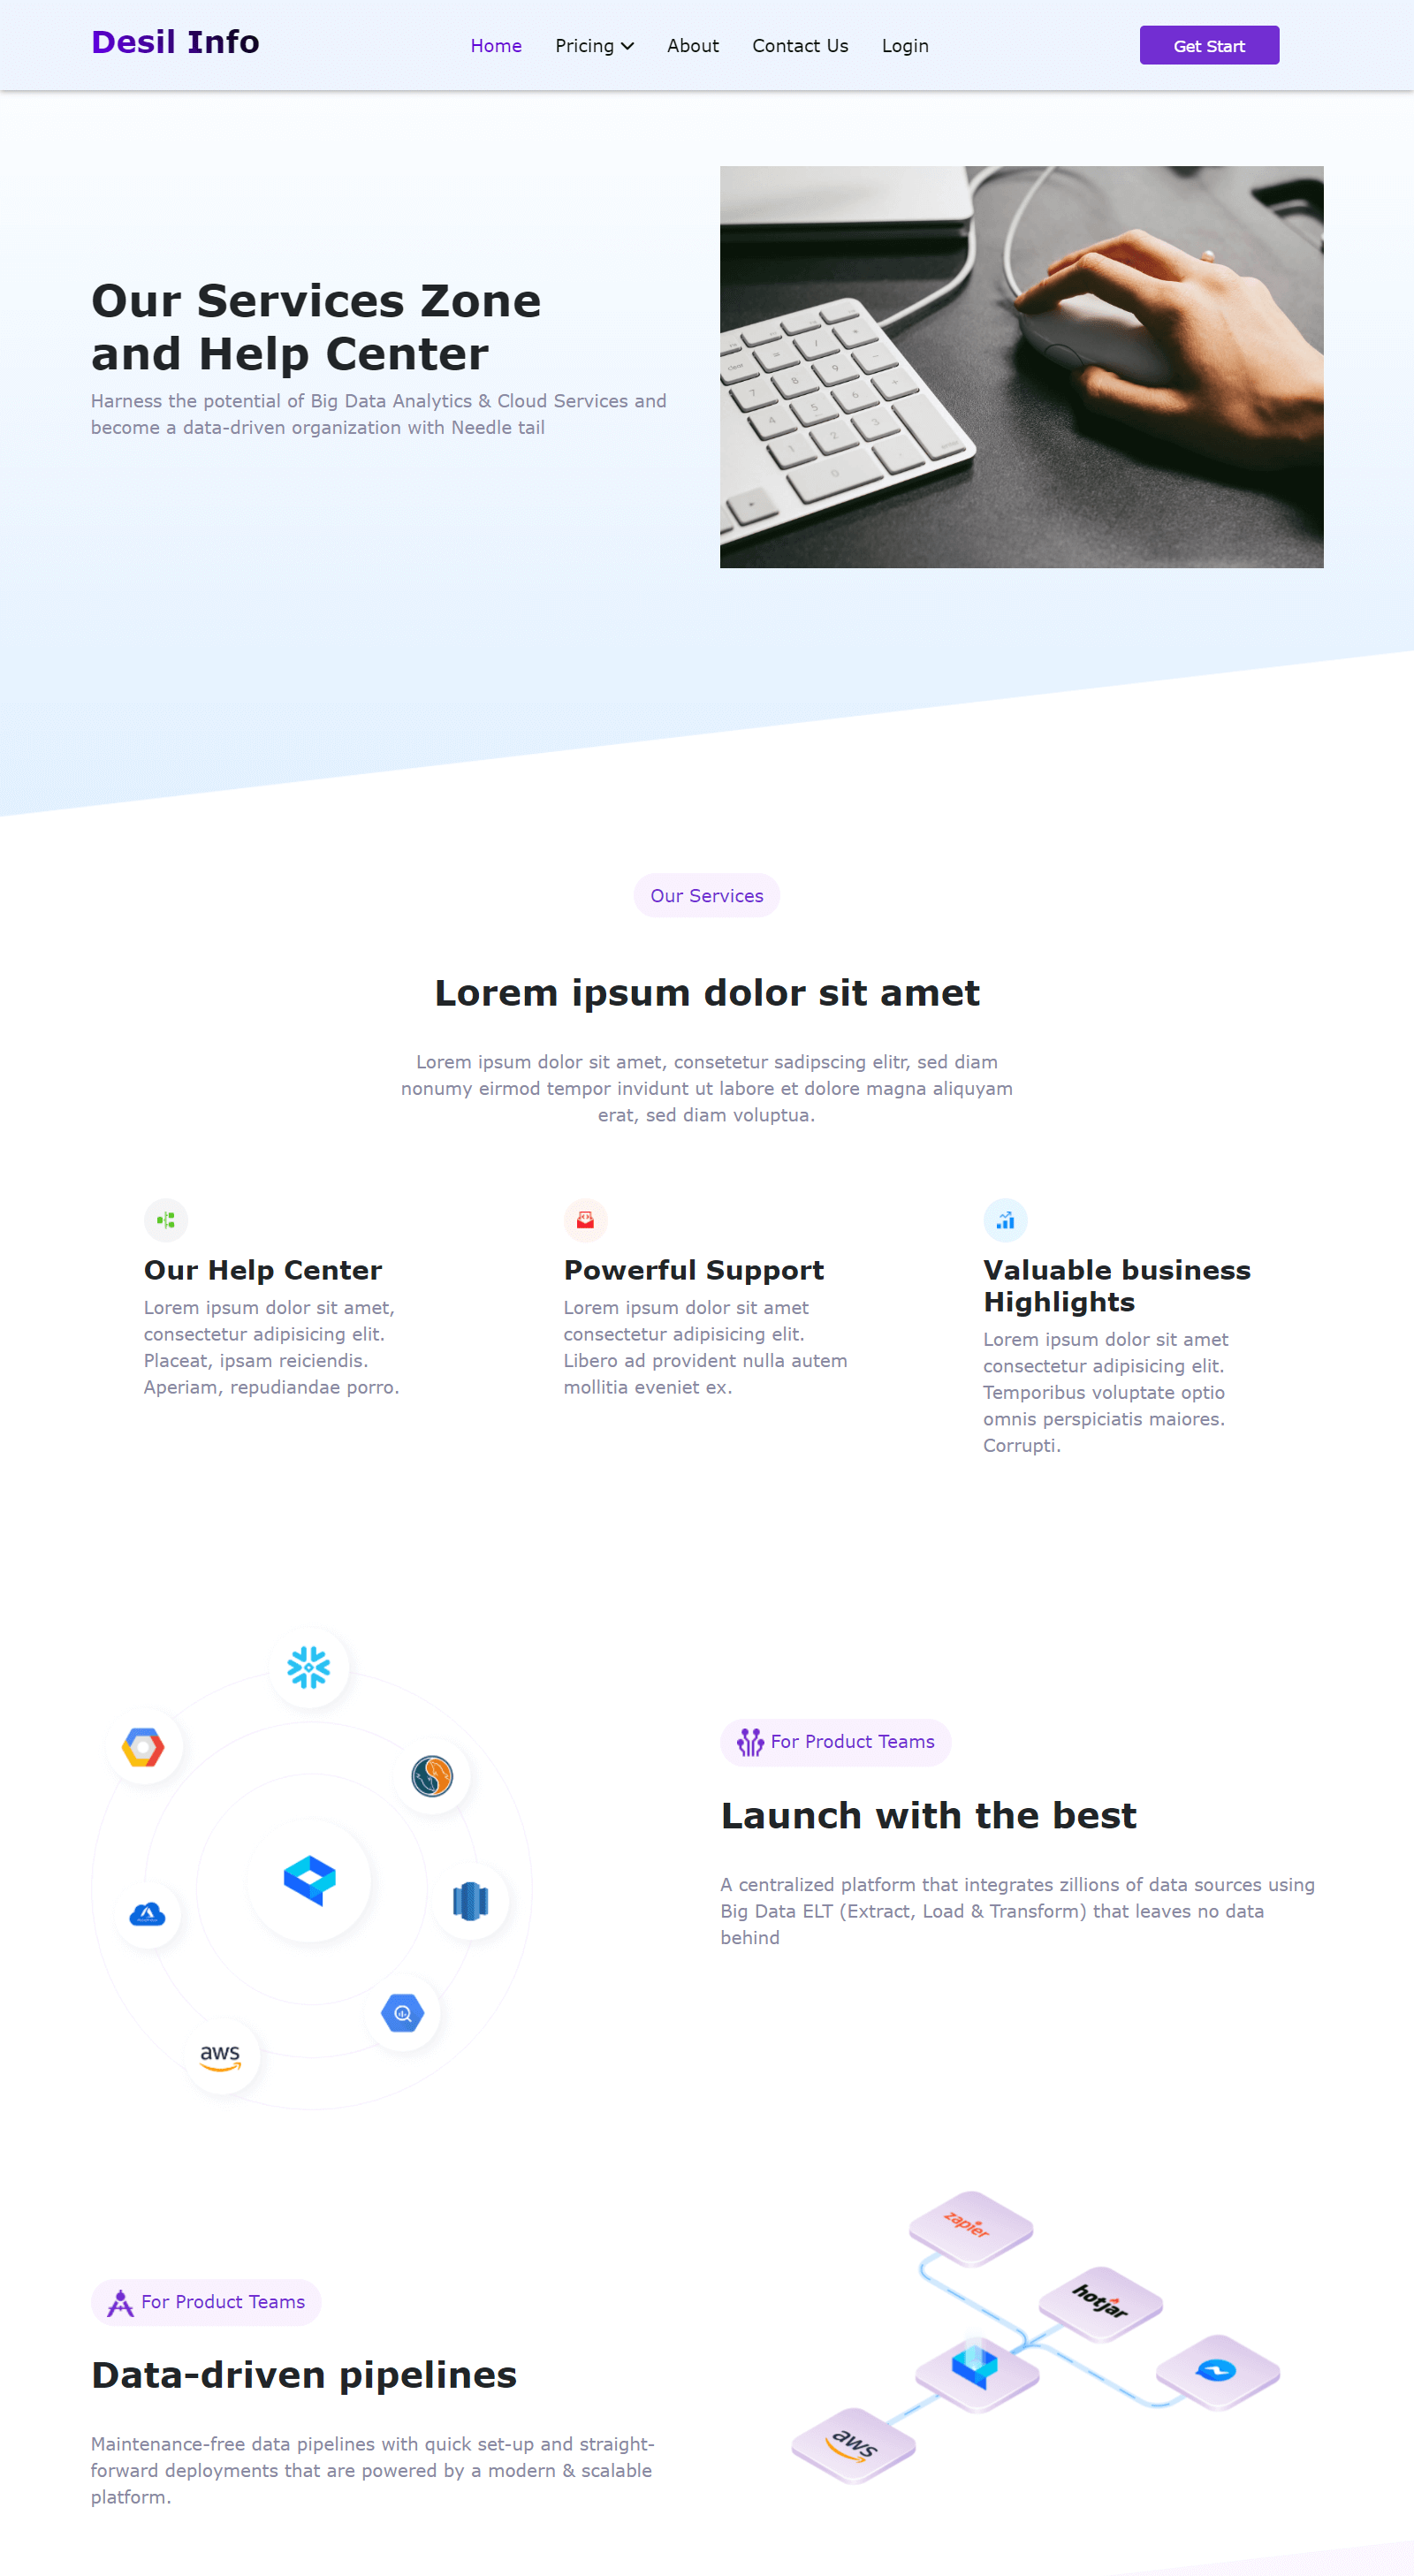 Desil Info
Home
Pricing
About
Contact Us
Login
Get Start
Our Services Zone
and Help Center
Harness the potential of Big Data Analytics & Cloud Services and
become a data-driven organization with Needle tail
Our Services
Lorem ipsum dolor sit amet
Lorem ipsum dolor sit amet, consetetur sadipscing elitr, sed diam
nonumy eirmod tempor invidunt ut labore et dolore magna aliquyam
erat, sed diam voluptua.
Our Help Center
Lorem ipsum dolor sit amet,
consectetur adipisicing elit.
Placeat, ipsam reiciendis.
Aperiam, repudiandae porro.
Powerful Support
Lorem ipsum dolor sit amet
consectetur adipisicing elit.
Libero ad provident nulla autem
mollitia eveniet ex.
Valuable business
Highlights
Lorem ipsum dolor sit amet
consectetur adipisicing elit.
Temporibus voluptate optio
omnis perspiciatis maiores.
Corrupti.
aws
For Product Teams
Launch with the best
A centralized platform that integrates zillions of data sources using
Big Data ELT (Extract, Load & Transform) that leaves no data
behind
For Product Teams
Data-driven pipelines
Maintenance-free data pipelines with quick set-up and straight-
forward deployments that are powered by a modern & scalable
platform.
zapier
hotjar
aws